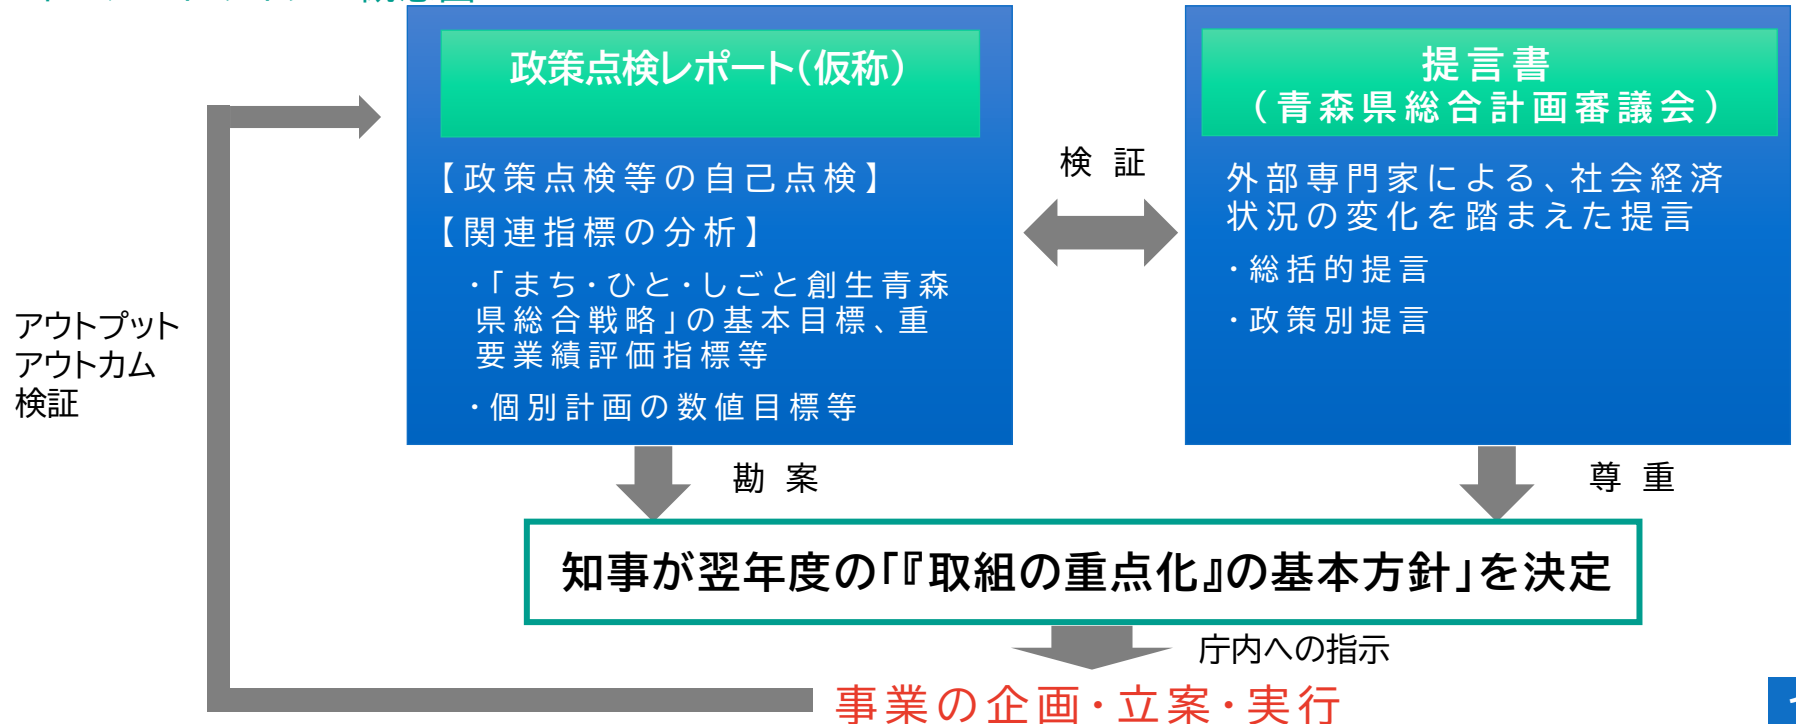 政策点検レポート(仮称)
【政策点検等の自己点検】
【関連指標の分析】
・「まち・ひと・しごと創生青森
県総合戦略」の基本目標、重
要業績評価指標等
・個別計画の数値目標等
検 証
提言書
(青森県総合計画審議会)
外部専門家による、社会経済
状況の変化を踏まえた提言
・総括的提言
・政策別提言
アウトプット
アウトカム
検証
勘 案
尊 重
知事が翌年度の「『取組の重点化』の基本方針」を決定
庁内への指示
事業の企画・立案・実行